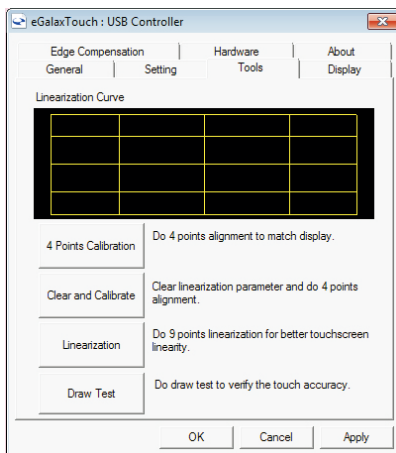 eGalaxTouch : USB Controller
Edge Compensation Hardware About
General Setting Tools Display
Linearization Curve
4 Points Calibration
Do 4 points alignment to match display.
Clear and Calibrate
Clear linearization parameter and do 4 points
alignment.
Linearization
Do 9 points linearization for better touchscreen
linearity.
Draw Test
Do draw test to verify the touch accuracy.
OK Cancel Apply